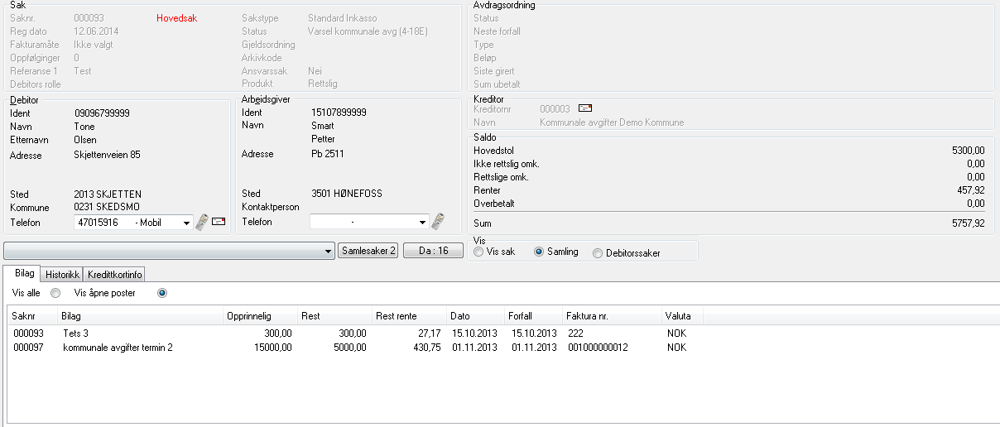 Sak
Saknr. 000093 Hovedsak
Reg dato 12.06.2014
Fakturamåte Ikke valgt
Oppfølginger 0
Referanse 1 Test
Debitors rolle
Sakstype Standard Inkasso
Status Varsel kommunale avg (4-18E)
Gjeldsordning
Arkivkode
Ansvarssak Nei
Produkt Rettslig
Avdragsordning
Status
Neste forfall
Type
Beløp
Siste girert
Sum ubetalt
Debitor
Ident 09096799999
Navn Tone
Etternavn Olsen
Adresse Skjettenveien 85
Sted 2013 SKJETTEN
Kommune 0231 SKEDSMO
Telefon 47015916 - Mobil
Arbeidsgiver
Ident 15107899999
Navn Smart
Petter
Adresse Pb 2511
Sted 3501 HØNEFOSS
Kontaktperson
Telefon -
Kreditor
Kreditornr 000003
Navn Kommunale avgifter Demo Kommune
Saldo
Hovedstol 5300,00
Ikke rettslig omk. 0,00
Rettslige omk. 0,00
Renter 457,92
Overbetalt 0,00
Sum 5757,92
Samlesaker 2 Da : 16
Vis
Vis sak Samling Debitorssaker
Bilag Historikk Kredittkortinfo
Vis alle Vis åpne poster
Saknr Bilag Opprinnelig Rest Rest rente Dato Forfall Faktura nr. Valuta
000093 Tets 3 300,00 300,00 27,17 15.10.2013 15.10.2013 222 NOK
000097 kommunale avgifter termin 2 15000,00 5000,00 430,75 01.11.2013 01.11.2013 001000000012 NOK